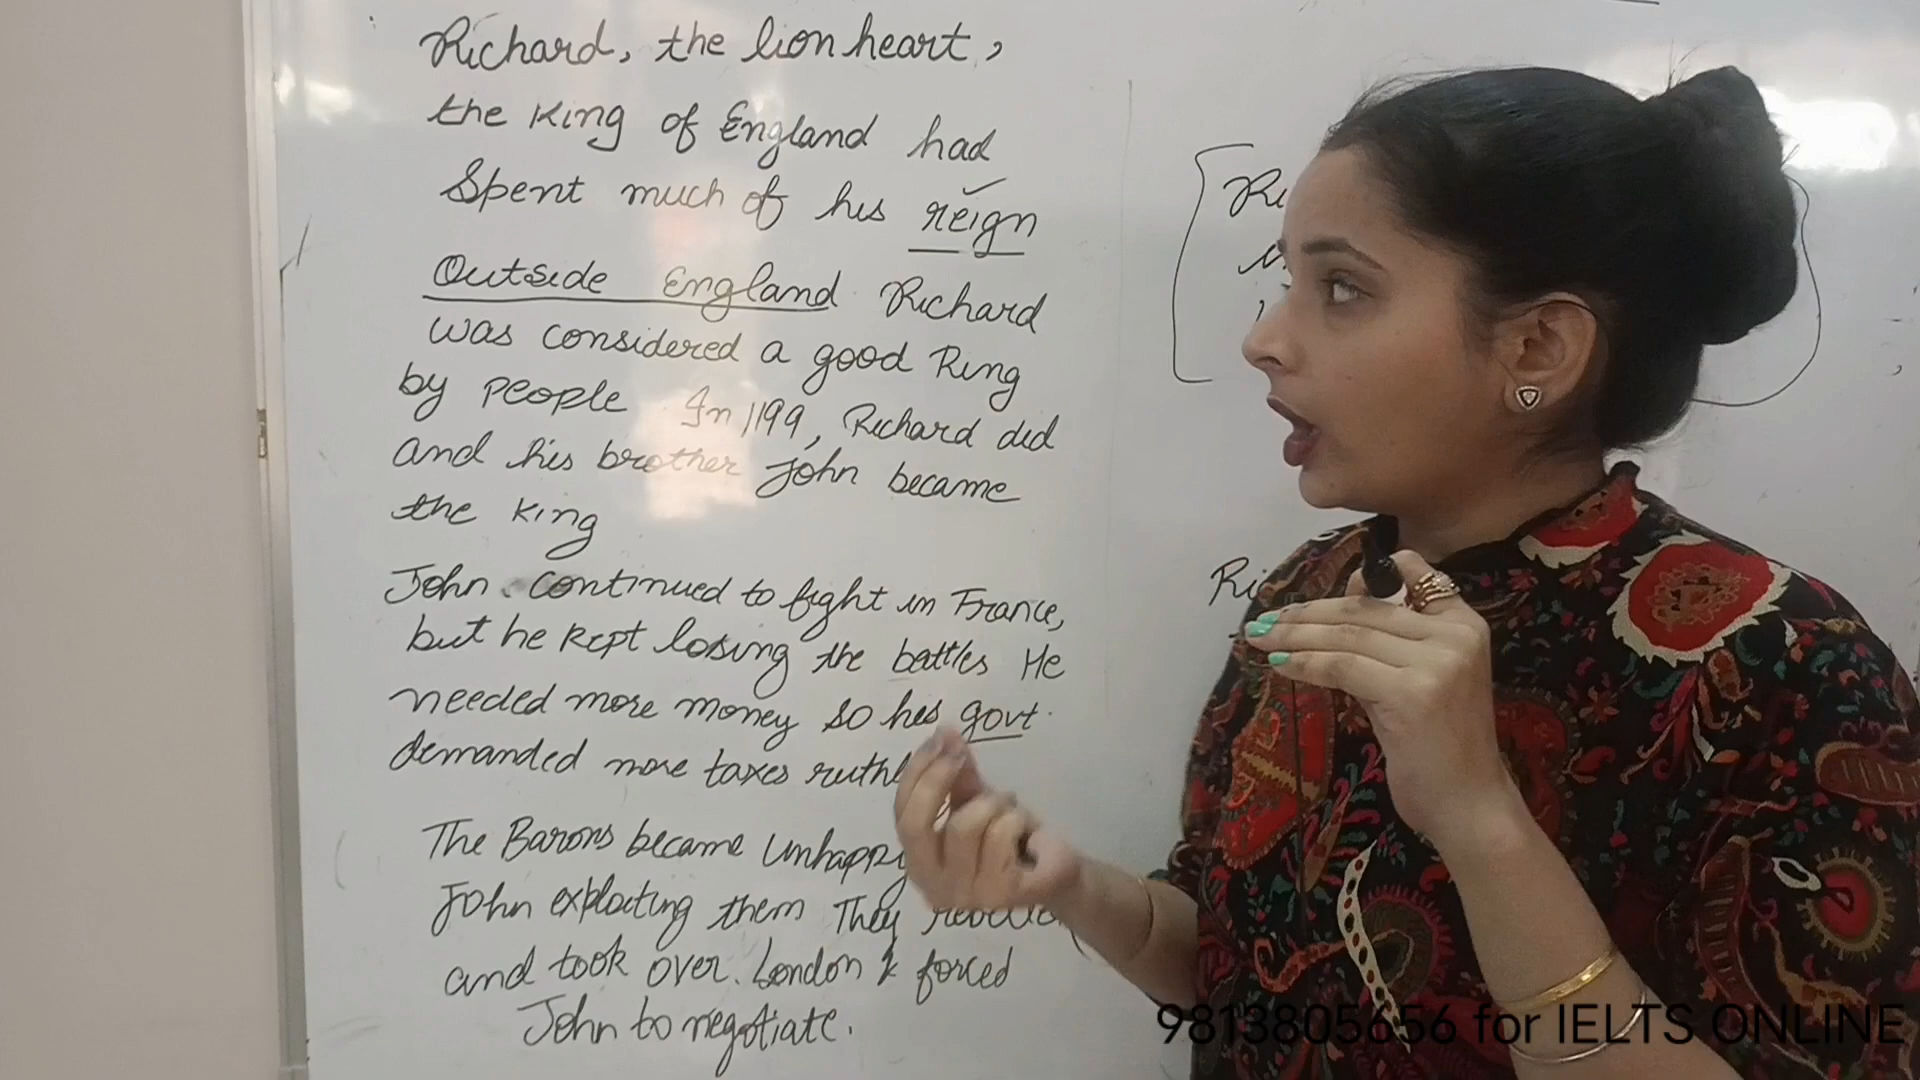 Richard, the lion heart,
the King of England had
Spent much of his reign
Outside England Richard
was considered a good King
by people In 1199, Richard did
and his brother John became
the King
John continued to fight in France,
but he kept losing the battles He
needed more money so his govt.
demanded more taxes
The Barons became unhappy
John exploiting them They
and took over London & forced
John to negotiate.
9813805656 for IELTS ONLINE